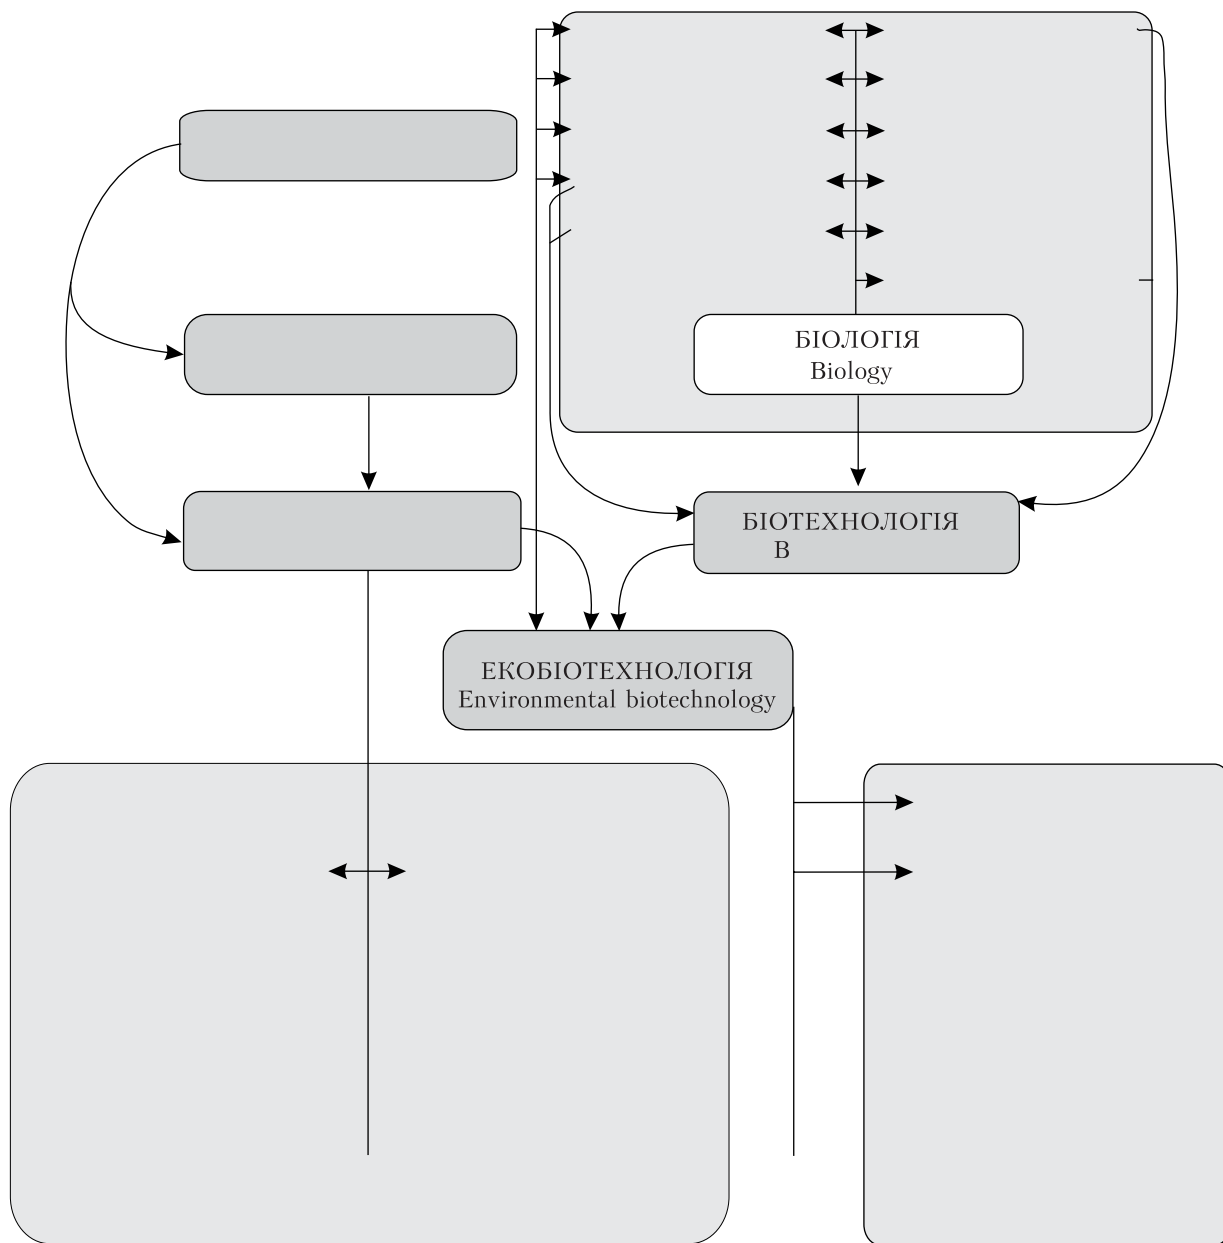 БІОЛОГІЯ
Biology
БІОТЕХНОЛОГІЯ
B
ЕКОБІОТЕХНОЛОГІЯ
Environmental biotechnology